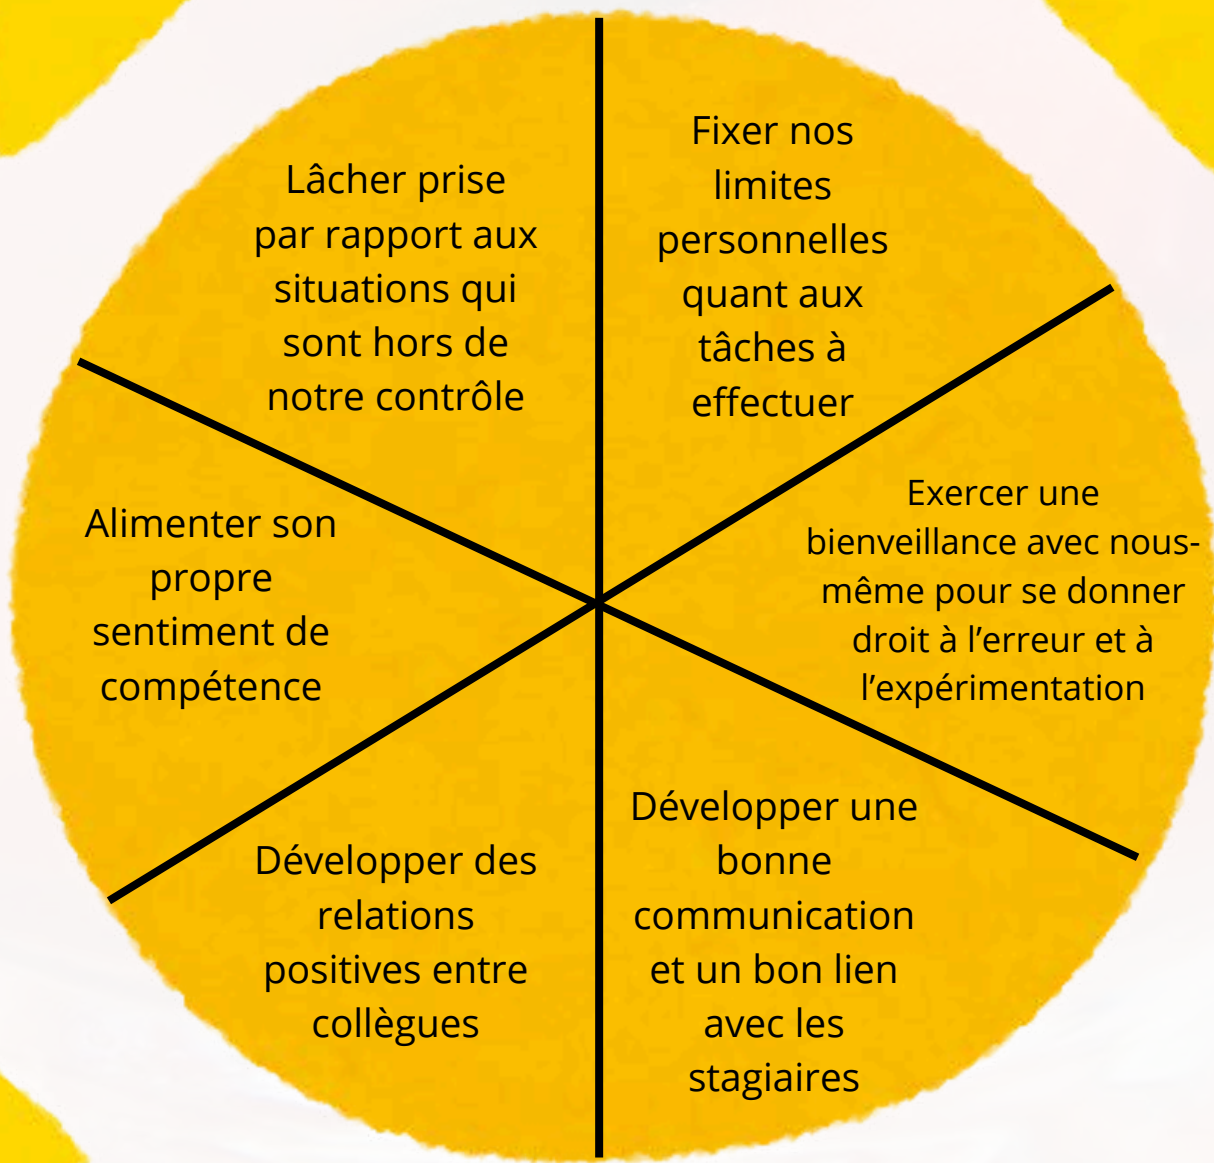 Lâcher prise
par rapport aux
situations qui
sont hors de
notre contrôle
Fixer nos
limites
personnelles
quant aux
tâches à
effectuer
Exercer une
bienveillance avec nous-
même pour se donner
droit à l’erreur et à
l’expérimentation
Développer une
bonne
communication
et un bon lien
avec les
stagiaires
Développer des
relations
positives entre
collègues
Alimenter son
propre
sentiment de
compétence